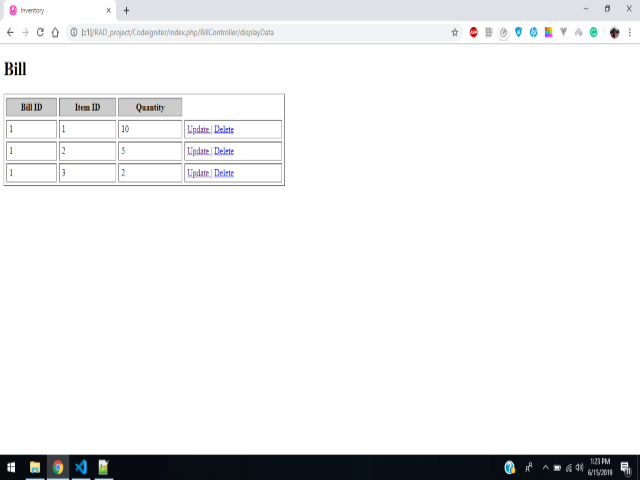 Inventory
[::1]/RAD_project/Codeigniter/index.php/BillController/displayData
Bill
Bill ID Item ID Quantity
1 1 10 Update | Delete
1 2 5 Update | Delete
1 3 2 Update | Delete
1:23 PM
6/15/2019